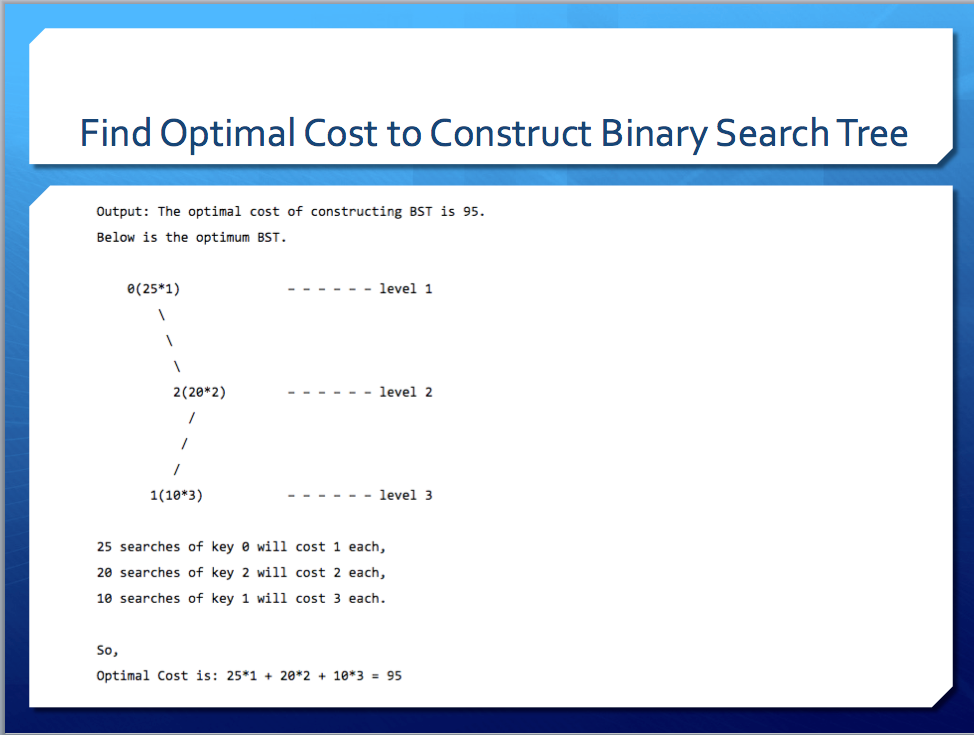 Find Optimal Cost to Construct Binary Search Tree
Output: The optimal cost of constructing BST is 95.
Below is the optimum BST.
0(25*1) - - - - - - level 1
\
\
\
2(20*2) - - - - - - level 2
/
/
/
1(10*3) - - - - - - level 3
25 searches of key 0 will cost 1 each,
20 searches of key 2 will cost 2 each,
10 searches of key 1 will cost 3 each.
So,
Optimal Cost is: 25*1 + 20*2 + 10*3 = 95